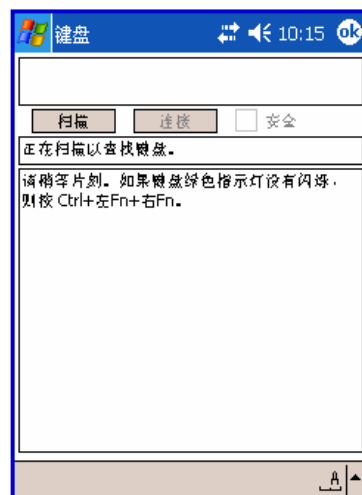 键盘 10:15 ok
扫描 连接 安全
正在扫描以查找键盘。
请稍等片刻。如果键盘绿色指示灯没有闪烁,
则按 Ctrl+左Fn+右Fn。
A